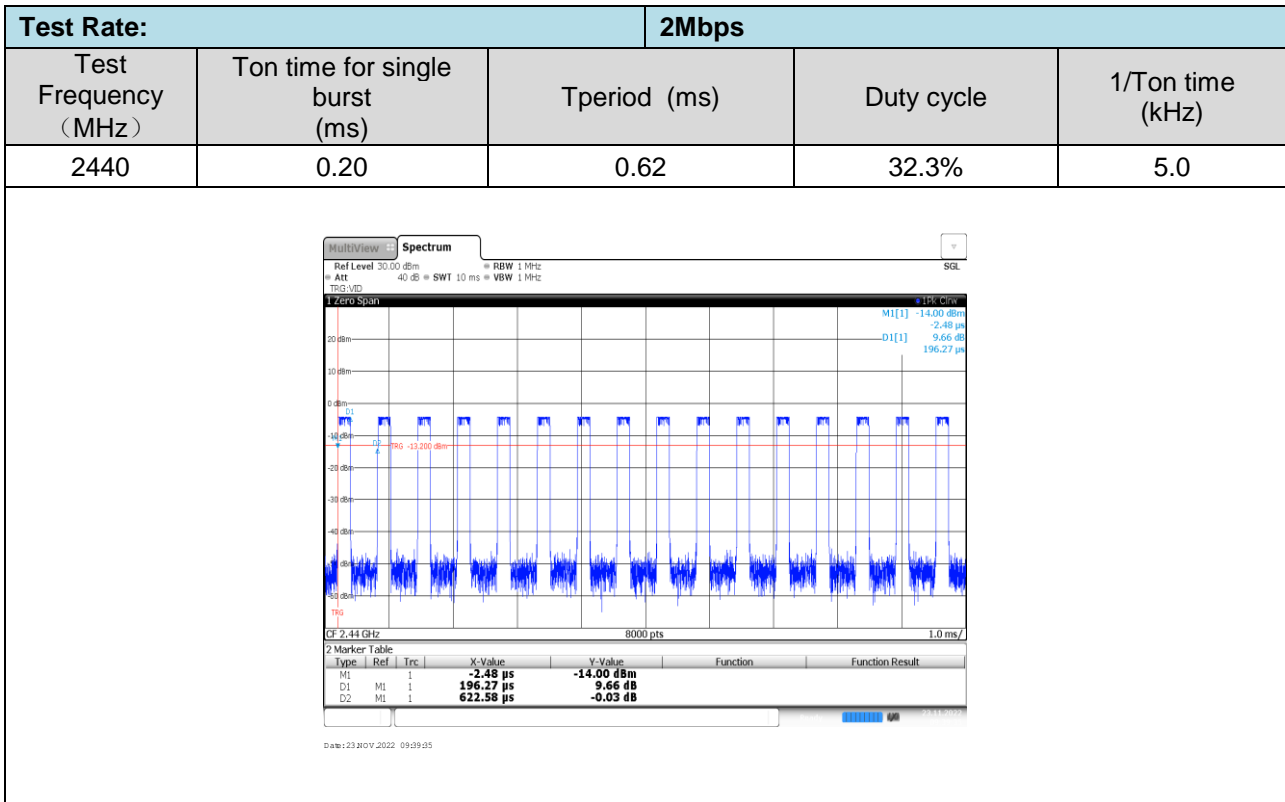 Test Rate: 2Mbps
Test Frequency （MHz） Ton time for single burst (ms) Tperiod (ms) Duty cycle 1/Ton time (kHz)
2440 0.20 0.62 32.3% 5.0
MultiView Spectrum
Ref Level 30.00 dBm RBW 1 MHz SGL
Att 40 dB SWT 10 ms VBW 1 MHz
TRG:VID
1 Zero Span 1Pk Clrw
M1[1] -14.00 dBm
-2.48 µs
20 dBm D1[1] 9.66 dB
196.27 µs
10 dBm
0 dBm
D1
-10 dBm
D2 TRG -13.200 dBm
-20 dBm
-30 dBm
-40 dBm
TRG
CF 2.44 GHz 8000 pts 1.0 ms/
2 Marker Table
Type Ref Trc X-Value Y-Value Function Function Result
M1 1 -2.48 µs -14.00 dBm
D1 M1 1 196.27 µs 9.66 dB
D2 M1 1 622.58 µs -0.03 dB
Date: 23.NOV.2022 09:39:35